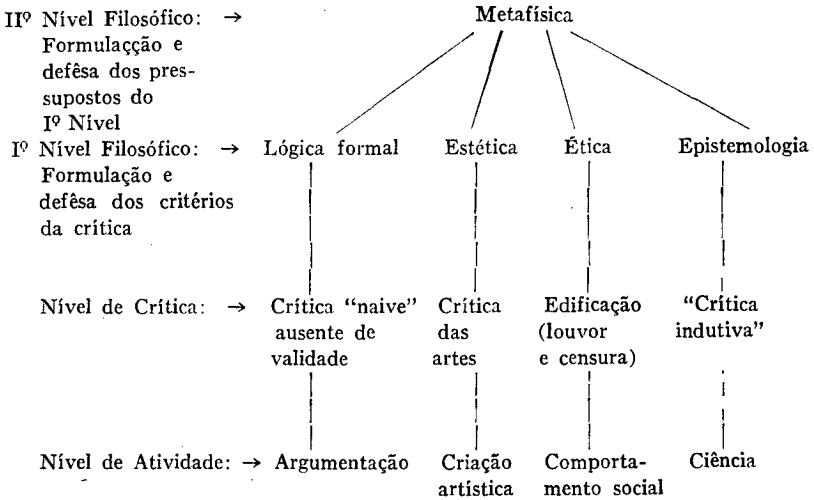 IIº Nível Filosófico: → Metafísica
Formulaçção e
defêsa dos pres-
supostos do
Iº Nível
Iº Nível Filosófico: → Lógica formal Estética Ética Epistemologia
Formulação e
defêsa dos critérios
da crítica
Nível de Crítica: → Crítica “naive” Crítica Edificação “Crítica
ausente de das (louvor indutiva”
validade artes e censura)
Nível de Atividade: → Argumentação Criação Comporta- Ciência
artística mento social